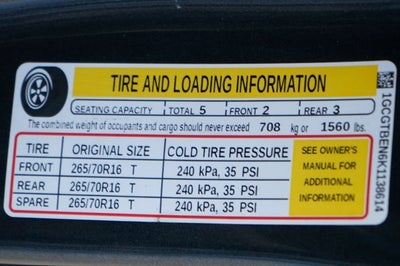 TIRE AND LOADING INFORMATION
SEATING CAPACITY TOTAL 5 FRONT 2 REAR 3
The combined weight of occupants and cargo should never exceed 708 kg or 1560 lbs.
TIRE ORIGINAL SIZE COLD TIRE PRESSURE
FRONT 265/70R16 T 240 kPa, 35 PSI
REAR 265/70R16 T 240 kPa, 35 PSI
SPARE 265/70R16 T 240 kPa, 35 PSI
SEE OWNER'S
MANUAL FOR
ADDITIONAL
INFORMATION
1GCGTBEN6K1138614